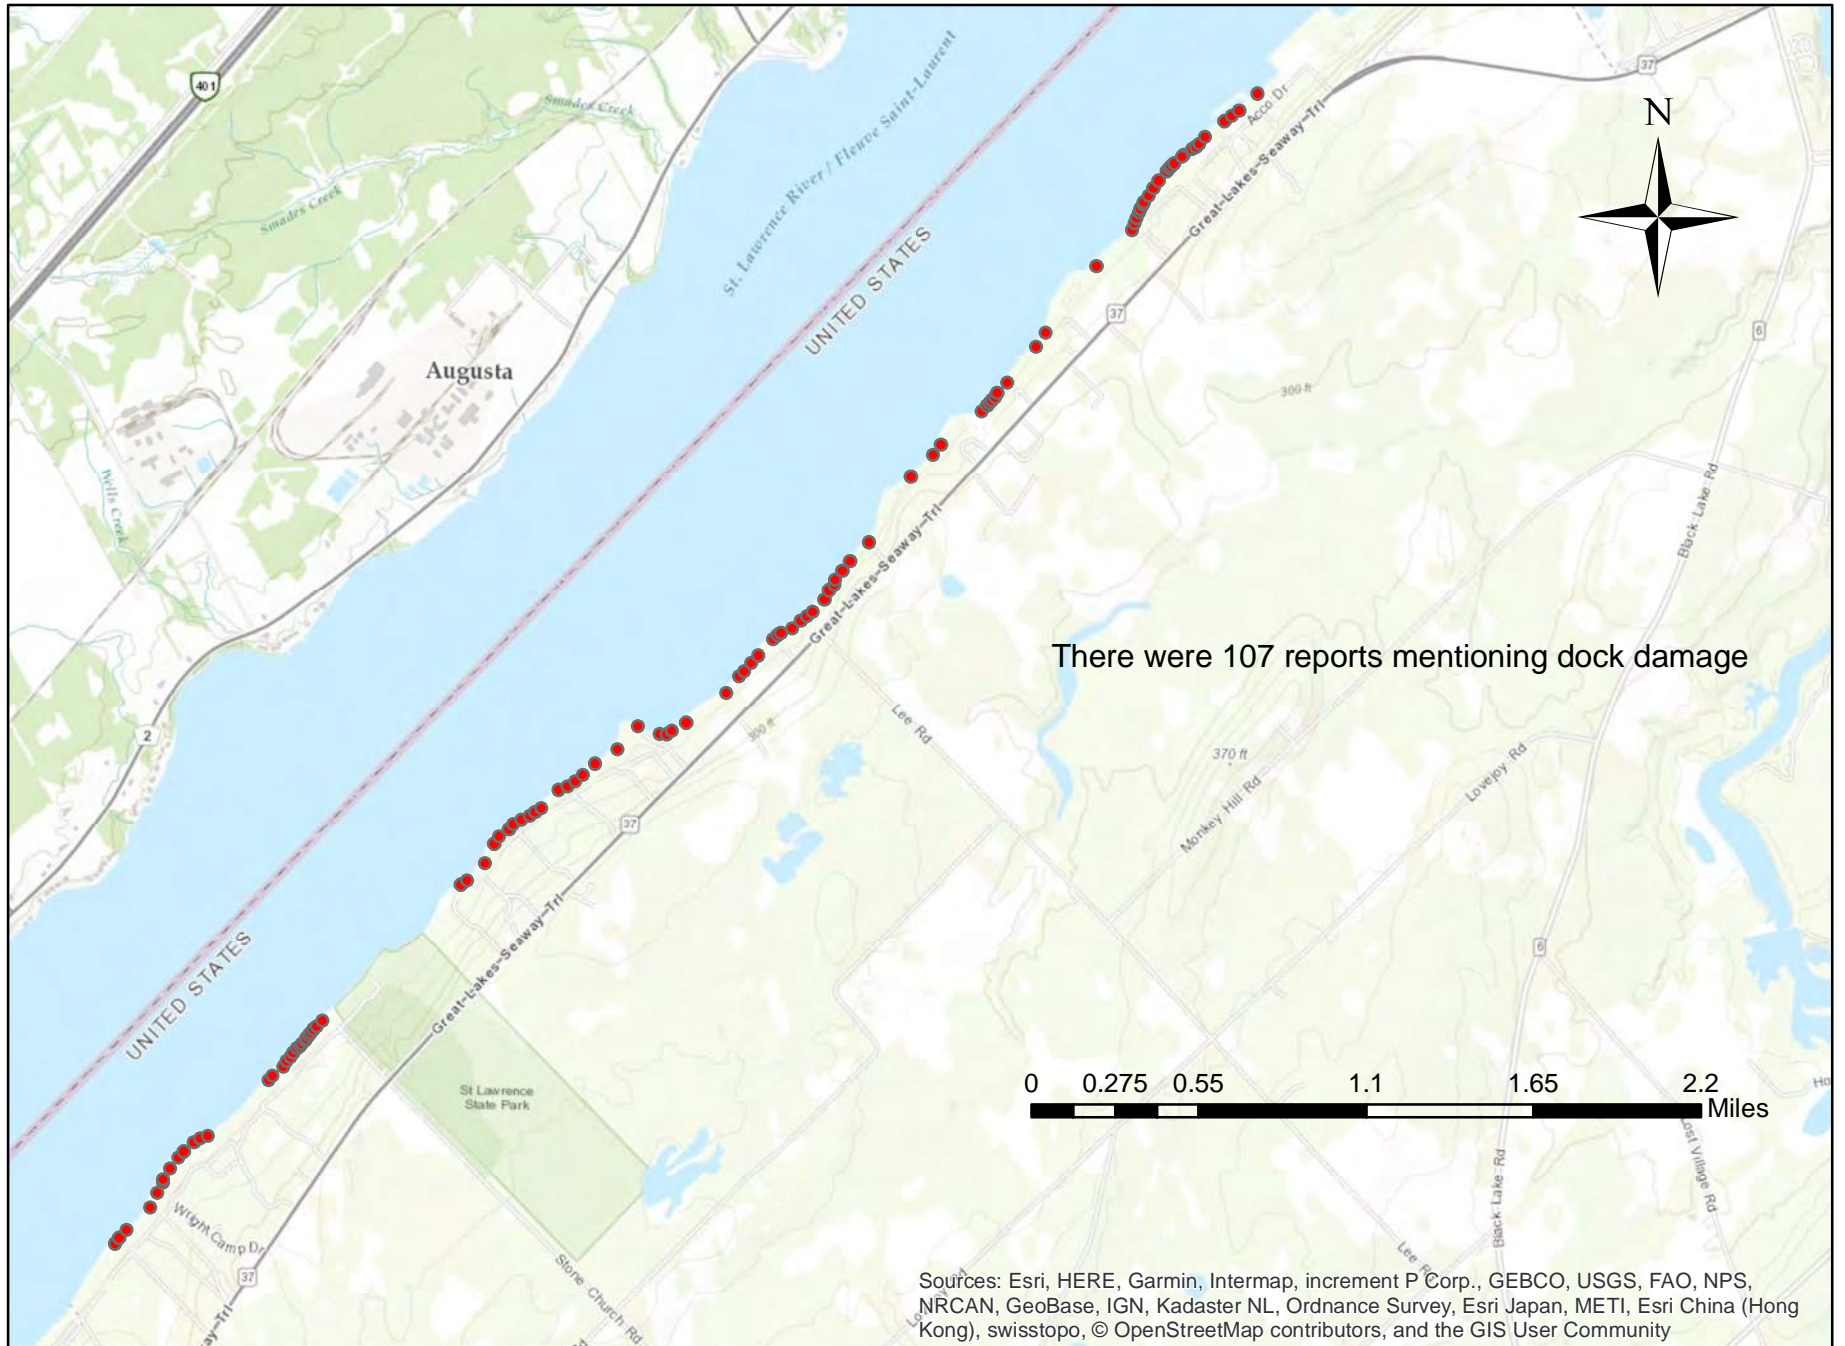 401
Smades Creek
Smades Creek
St. Lawrence River / Fleuve Saint-Laurent
UNITED STATES
Acco Dr
37
N
Great-Lakes-Seaway-Trl
37
6
Augusta
300 ft
Wells Creek
Black Lake Rd
Great-Lakes-Seaway-Trl
There were 107 reports mentioning dock damage
2
Lee Rd
300 ft
370 ft
Monkey Hill Rd
Lovejoy Rd
37
Great-Lakes-Seaway-Trl
6
UNITED STATES
St Lawrence
State Park
0 0.275 0.55 1.1 1.65 2.2
Miles
Lost Village Rd
Black Lake Rd
Wright Camp Dr
37
Stone Church Rd
Lee Rd
Sources: Esri, HERE, Garmin, Intermap, increment P Corp., GEBCO, USGS, FAO, NPS,
NRCAN, GeoBase, IGN, Kadaster NL, Ordnance Survey, Esri Japan, METI, Esri China (Hong
Kong), swisstopo, © OpenStreetMap contributors, and the GIS User Community